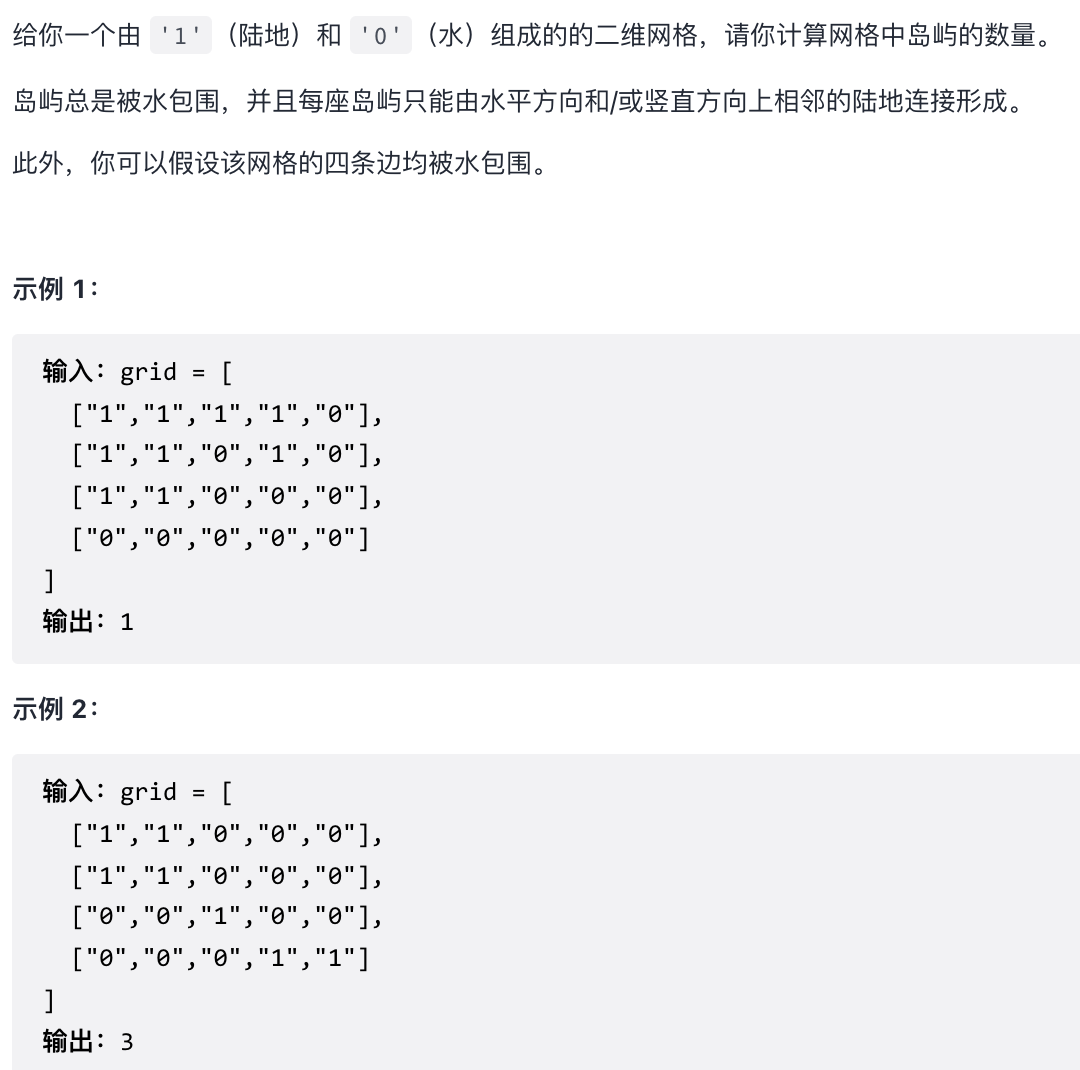 给你一个由 '1'（陆地）和 '0'（水）组成的的二维网格，请你计算网格中岛屿的数量。
岛屿总是被水包围，并且每座岛屿只能由水平方向和/或竖直方向上相邻的陆地连接形成。
此外，你可以假设该网格的四条边均被水包围。
示例 1：
输入：grid = [
  ["1","1","1","1","0"],
  ["1","1","0","1","0"],
  ["1","1","0","0","0"],
  ["0","0","0","0","0"]
]
输出：1
示例 2：
输入：grid = [
  ["1","1","0","0","0"],
  ["1","1","0","0","0"],
  ["0","0","1","0","0"],
  ["0","0","0","1","1"]
]
输出：3